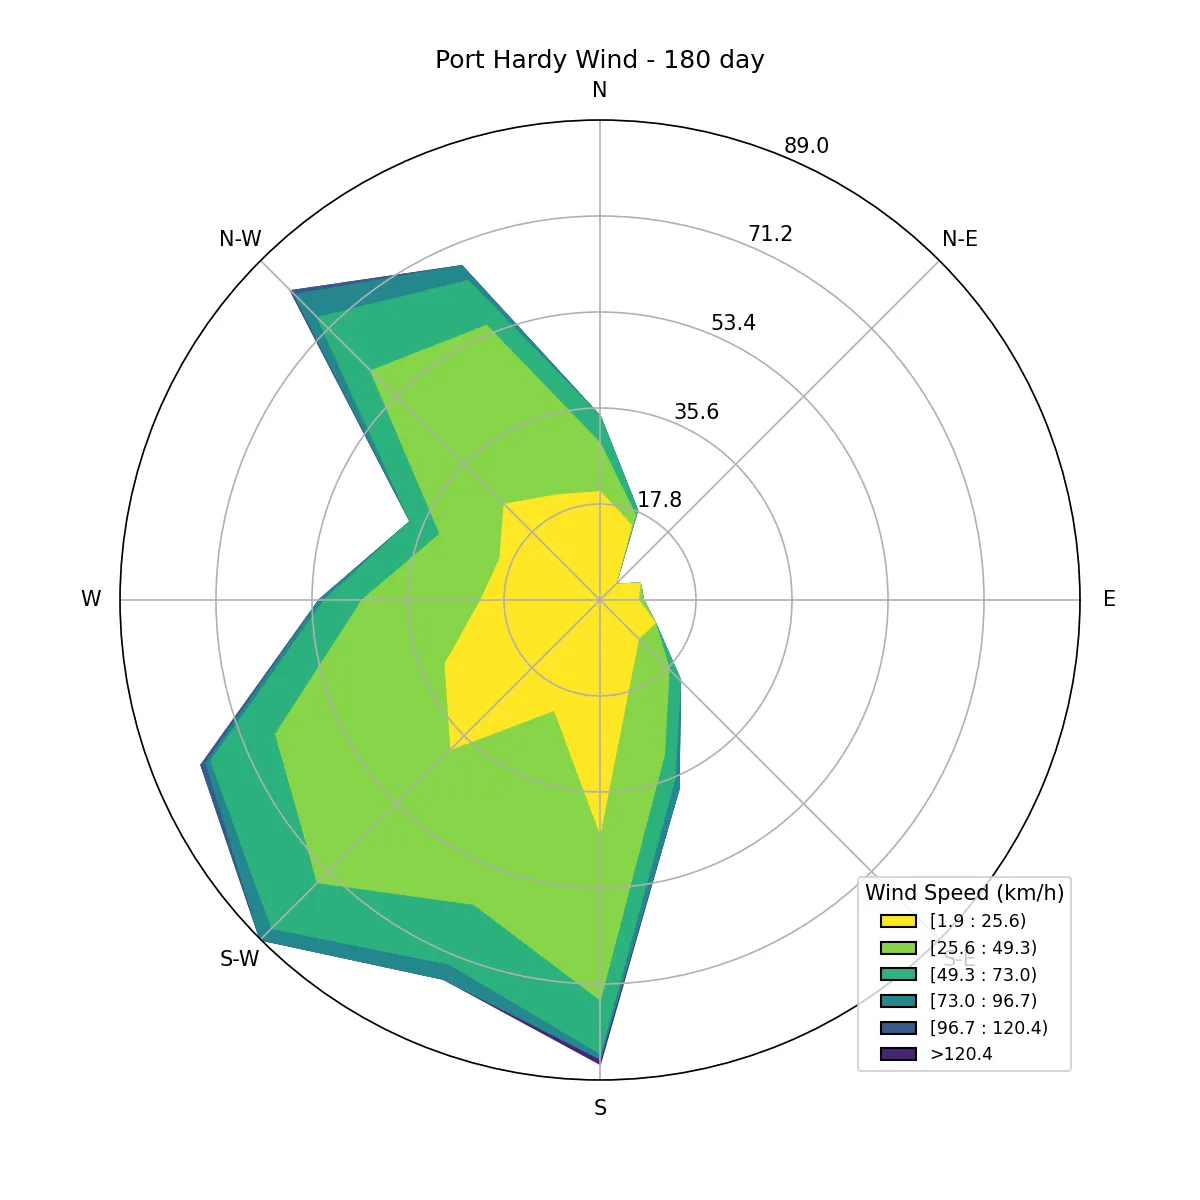 Port Hardy Wind - 180 day
N
89.0
71.2
N-W
N-E
53.4
35.6
17.8
W
E
S-W
S-E
Wind Speed (km/h)
[1.9 : 25.6)
[25.6 : 49.3)
[49.3 : 73.0)
[73.0 : 96.7)
[96.7 : 120.4)
>120.4
S